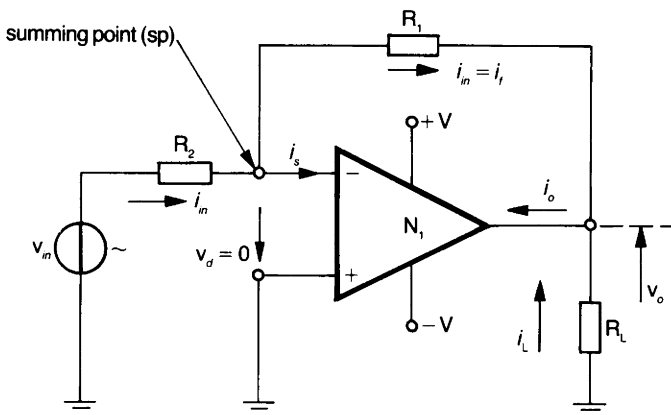 summing point (sp)
R1
i_in = i_f
+V
R2
i_s
−
i_in
i_o
N1
v_in
~
v_d = 0
+
v_o
−V
i_L
R_L